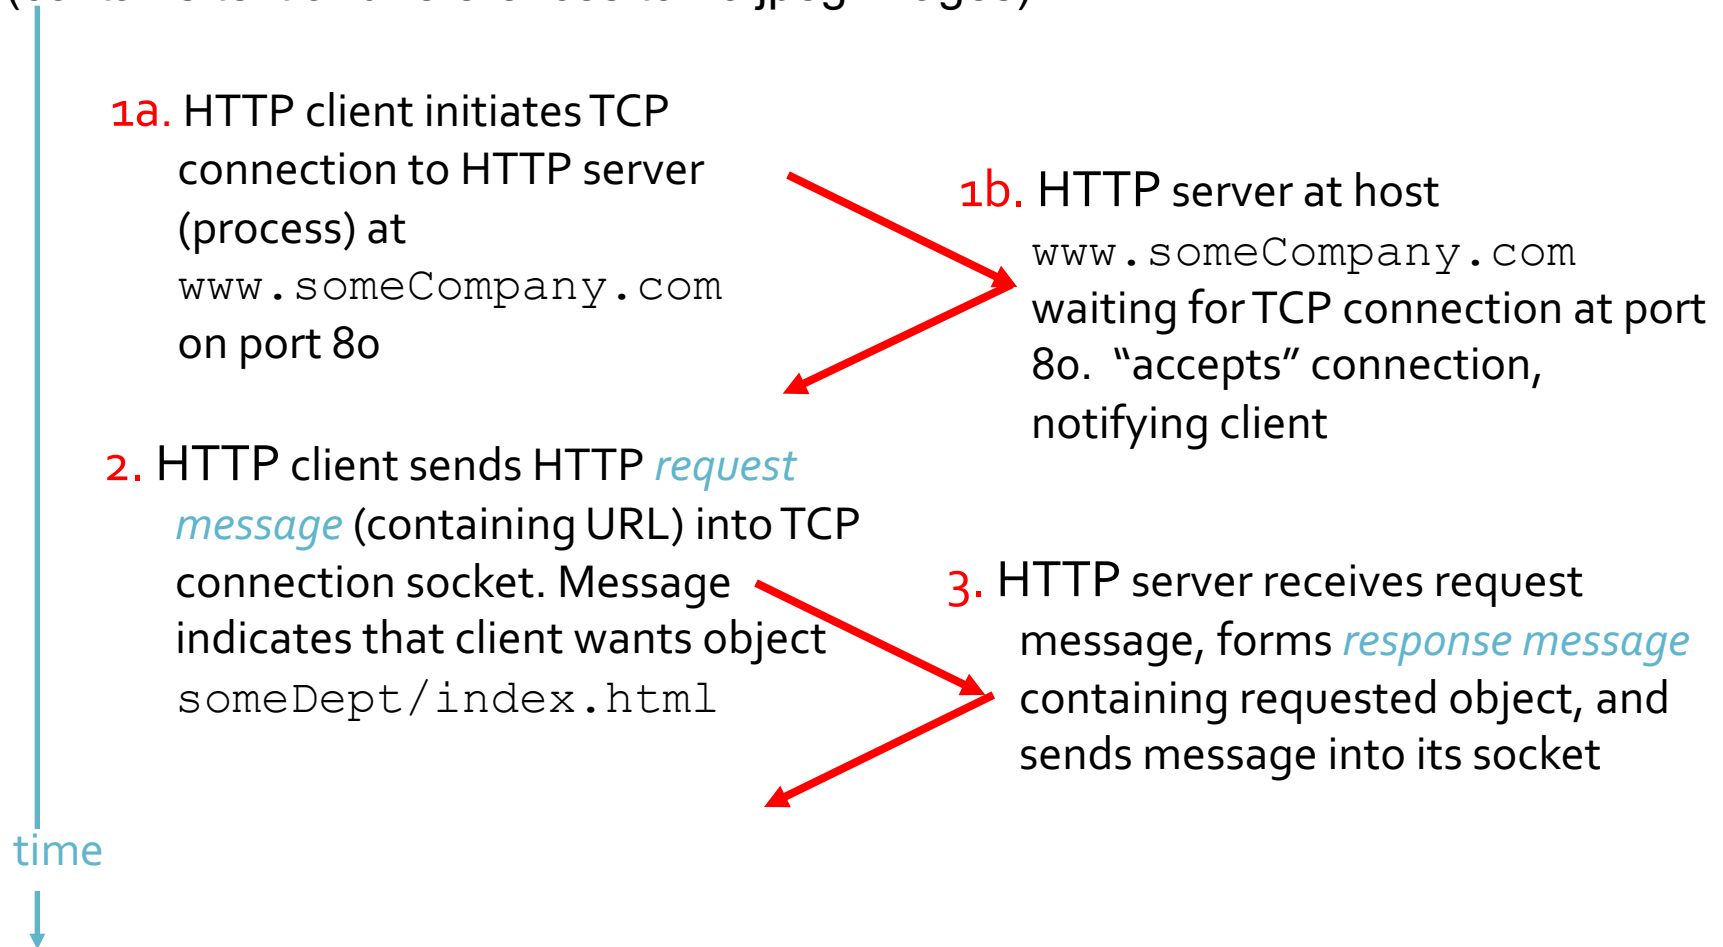 1a. HTTP client initiates TCP
connection to HTTP server
(process) at
www.someCompany.com
on port 80
1b. HTTP server at host
www.someCompany.com
waiting for TCP connection at port
80. “accepts” connection,
notifying client
2. HTTP client sends HTTP request
message (containing URL) into TCP
connection socket. Message
indicates that client wants object
someDept/index.html
3. HTTP server receives request
message, forms response message
containing requested object, and
sends message into its socket
time